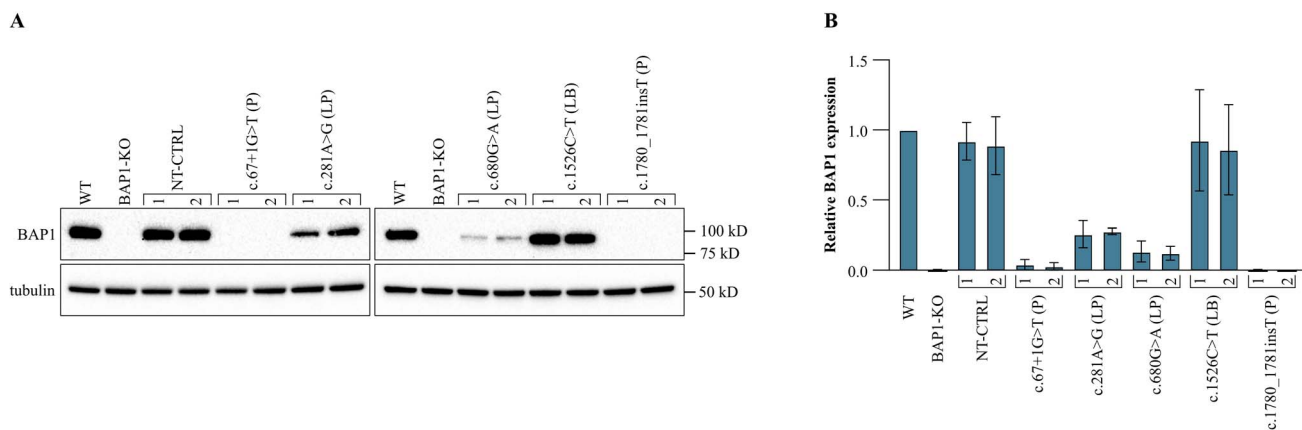 A
WT
BAP1-KO
NT-CTRL
1
2
c.67+1G>T (P)
1
2
c.281A>G (LP)
1
2
WT
BAP1-KO
c.680G>A (LP)
1
2
c.1526C>T (LB)
1
2
c.1780_1781insT (P)
1
2
BAP1
100 kD
75 kD
tubulin
50 kD
B
Relative BAP1 expression
1.5
1.0
0.5
0.0
WT
BAP1-KO
1
2
NT-CTRL
1
2
c.67+1G>T (P)
1
2
c.281A>G (LP)
1
2
c.680G>A (LP)
1
2
c.1526C>T (LB)
1
2
c.1780_1781insT (P)